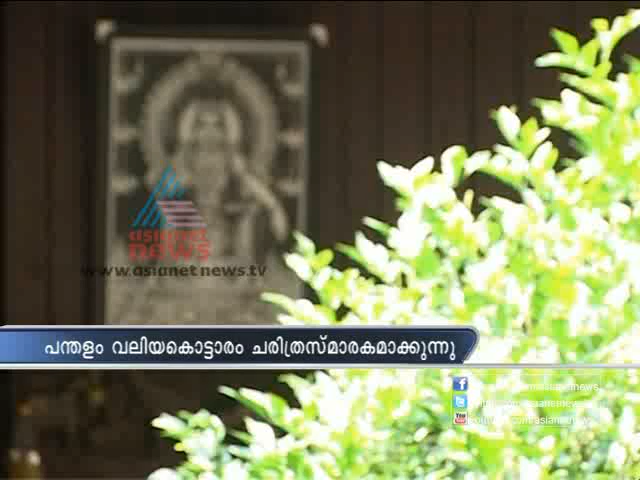 asianet
news
www.asianetnews.tv
പന്തളം വലിയകൊട്ടാരം ചരിത്രസ്മാരകമാക്കുന്നു